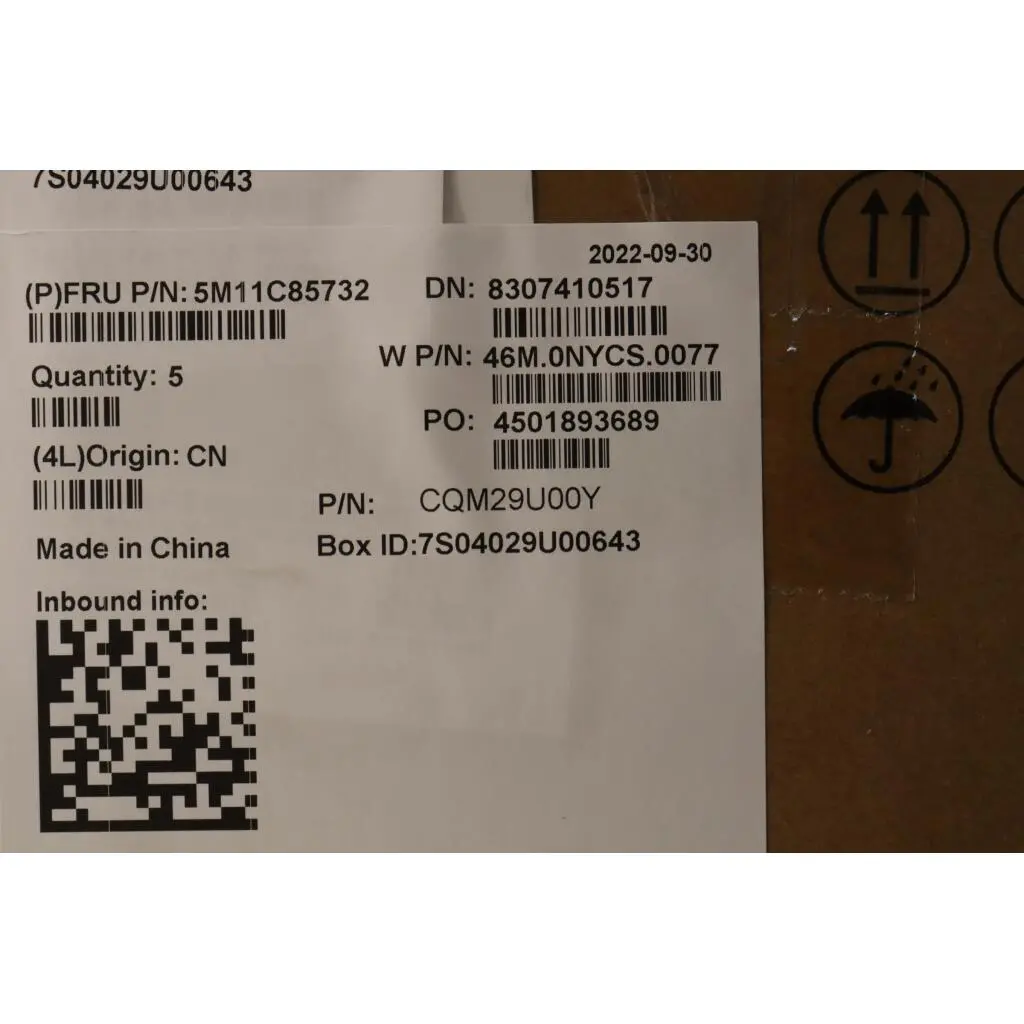 7S04029U00643
2022-09-30
(P)FRU P/N: 5M11C85732
DN: 8307410517
W P/N: 46M.0NYCS.0077
Quantity: 5
PO: 4501893689
(4L)Origin: CN
P/N: CQM29U00Y
Made in China
Box ID:7S04029U00643
Inbound info: